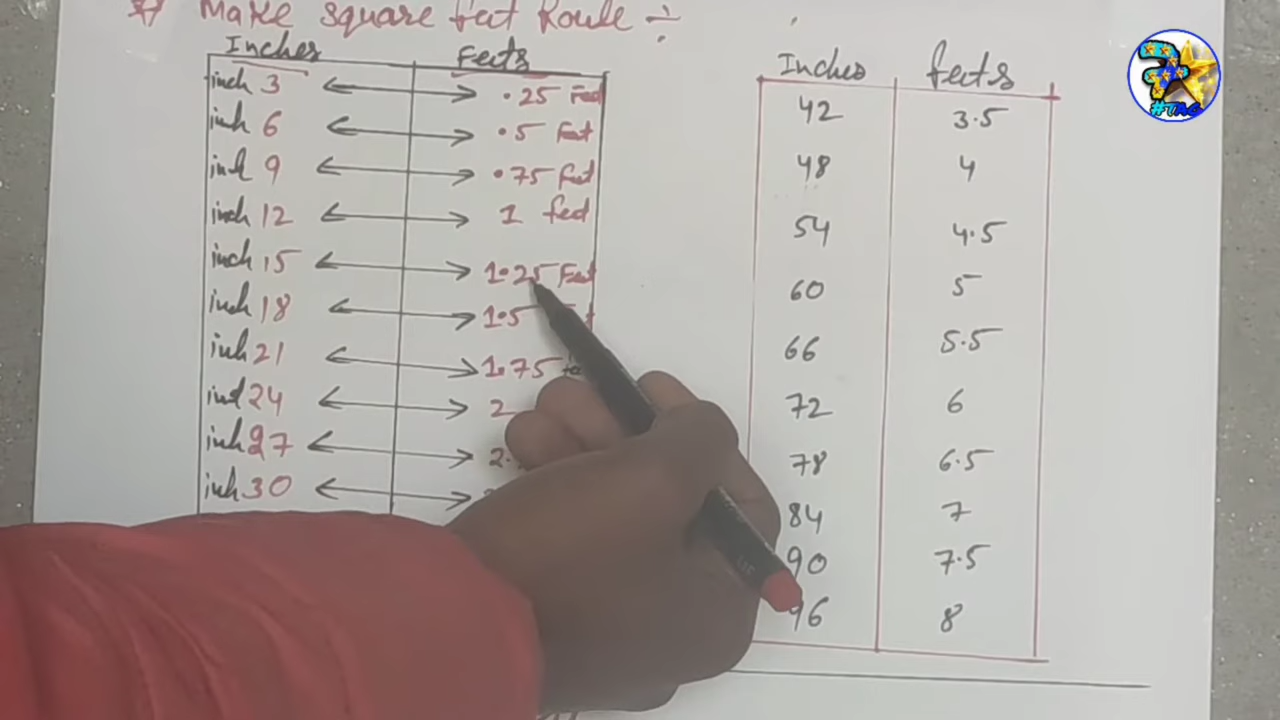 Make square feet Roule ÷
Inches Feets
inch 3 .25 Feet
inch 6 .5 Feet
inch 9 .75 Feet
inch 12 1 feet
inch 15 1.25 Feet
inch 18 1.5
inch 21 1.75
inch 24 2
inch 27 2.
inch 30
Inches feets
42 3.5
48 4
54 4.5
60 5
66 5.5
72 6
78 6.5
84 7
90 7.5
96 8
7
#TAG